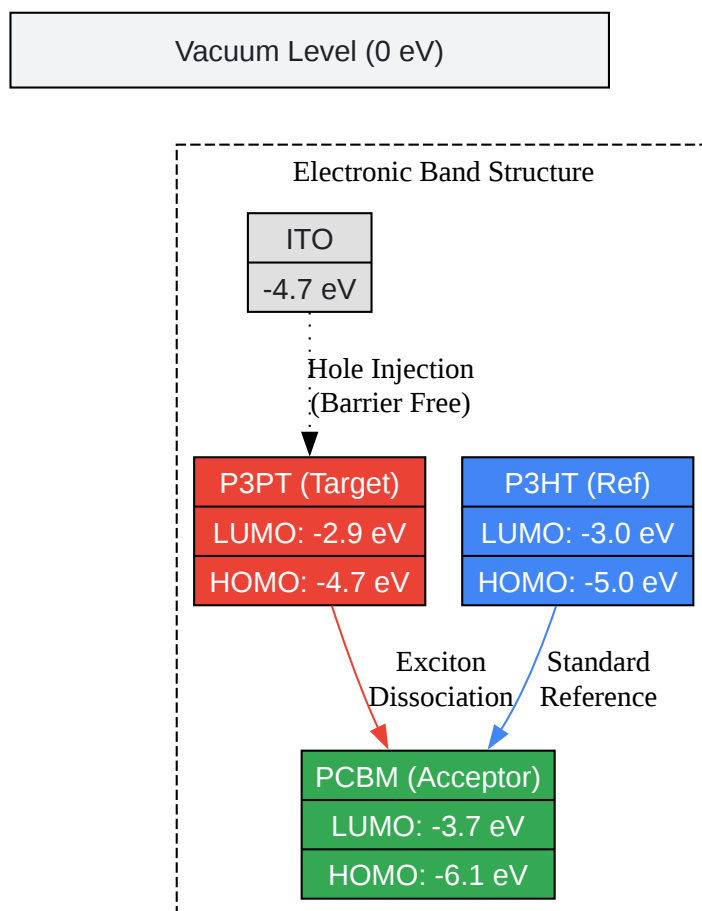 Vacuum Level (0 eV)
Electronic Band Structure
ITO
-4.7 eV
Hole Injection
(Barrier Free)
P3PT (Target)
LUMO: -2.9 eV
HOMO: -4.7 eV
P3HT (Ref)
LUMO: -3.0 eV
HOMO: -5.0 eV
Exciton
Dissociation
Standard
Reference
PCBM (Acceptor)
LUMO: -3.7 eV
HOMO: -6.1 eV